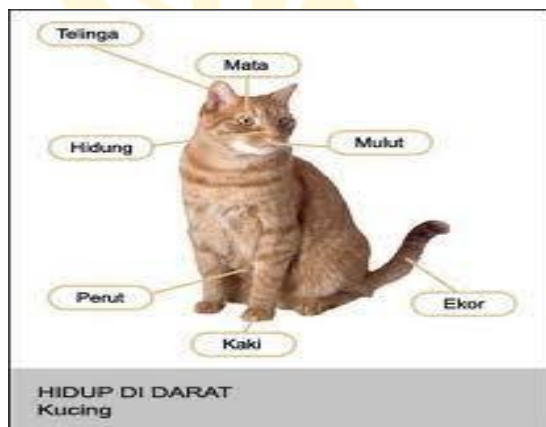 Telinga
Mata
Hidung
Mulut
Perut
Ekor
Kaki
HIDUP DI DARAT
Kucing